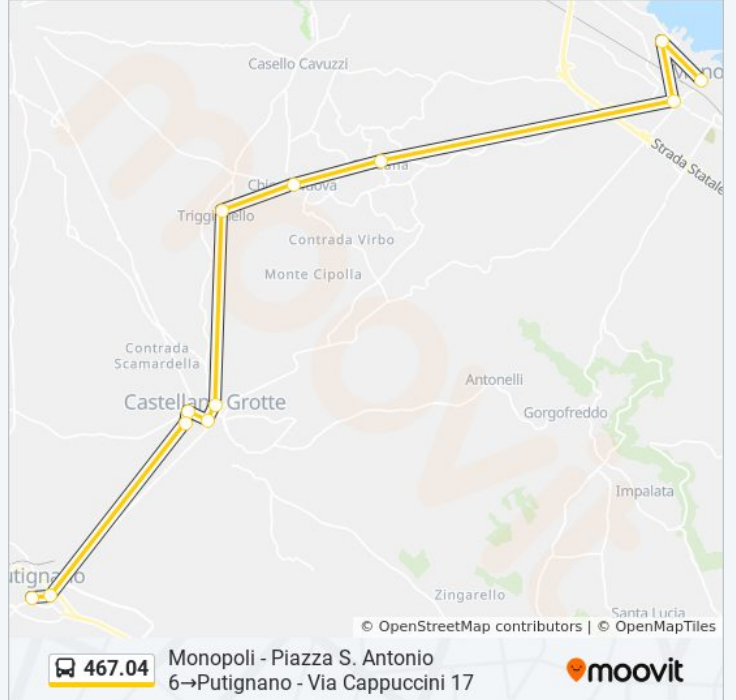 Casello Cavuzzi
Strada Statale
Contrada Virbo
Monte Cipolla
Contrada
Scamardella
Grotte
Antonelli
Gorgofreddo
Impalata
Zingarello
Santa Lucia
© OpenStreetMap contributors | © OpenMapTiles
467.04
Monopoli - Piazza S. Antonio
6→Putignano - Via Cappuccini 17
moovit